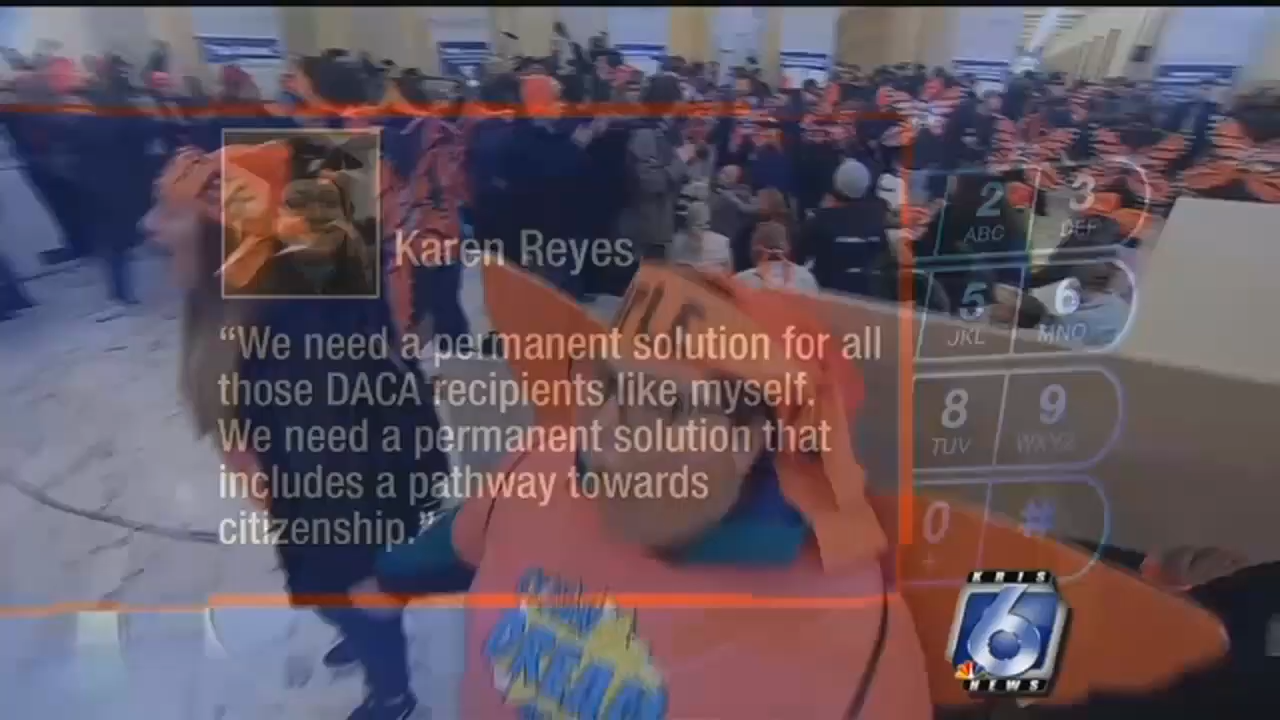 Karen Reyes
“We need a permanent solution for all
those DACA recipients like myself.
We need a permanent solution that
includes a pathway towards
citizenship.”
2
ABC
3
DEF
5
JKL
6
MNO
8
TUV
9
WXYZ
0
+
#
DREAM
KRIS
6
NEWS